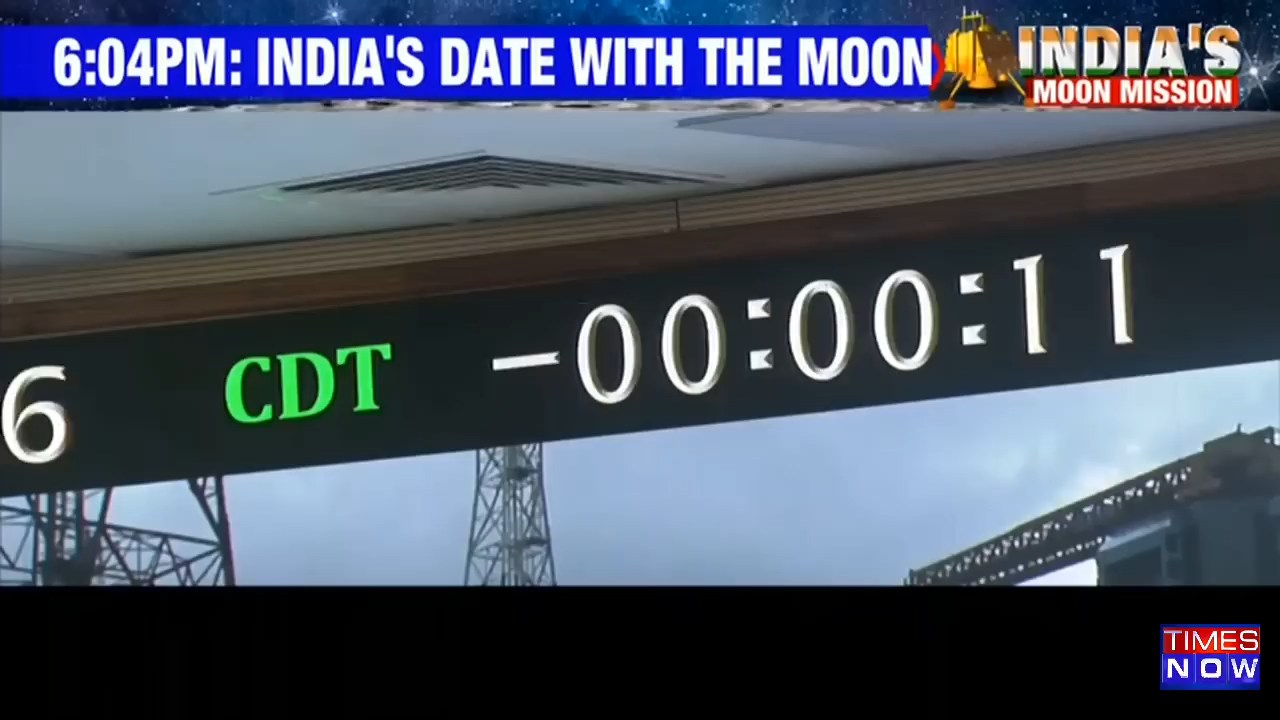 6:04PM: INDIA'S DATE WITH THE MOON
INDIA'S
MOON MISSION
6 CDT -00:00:11
TIMES
NOW